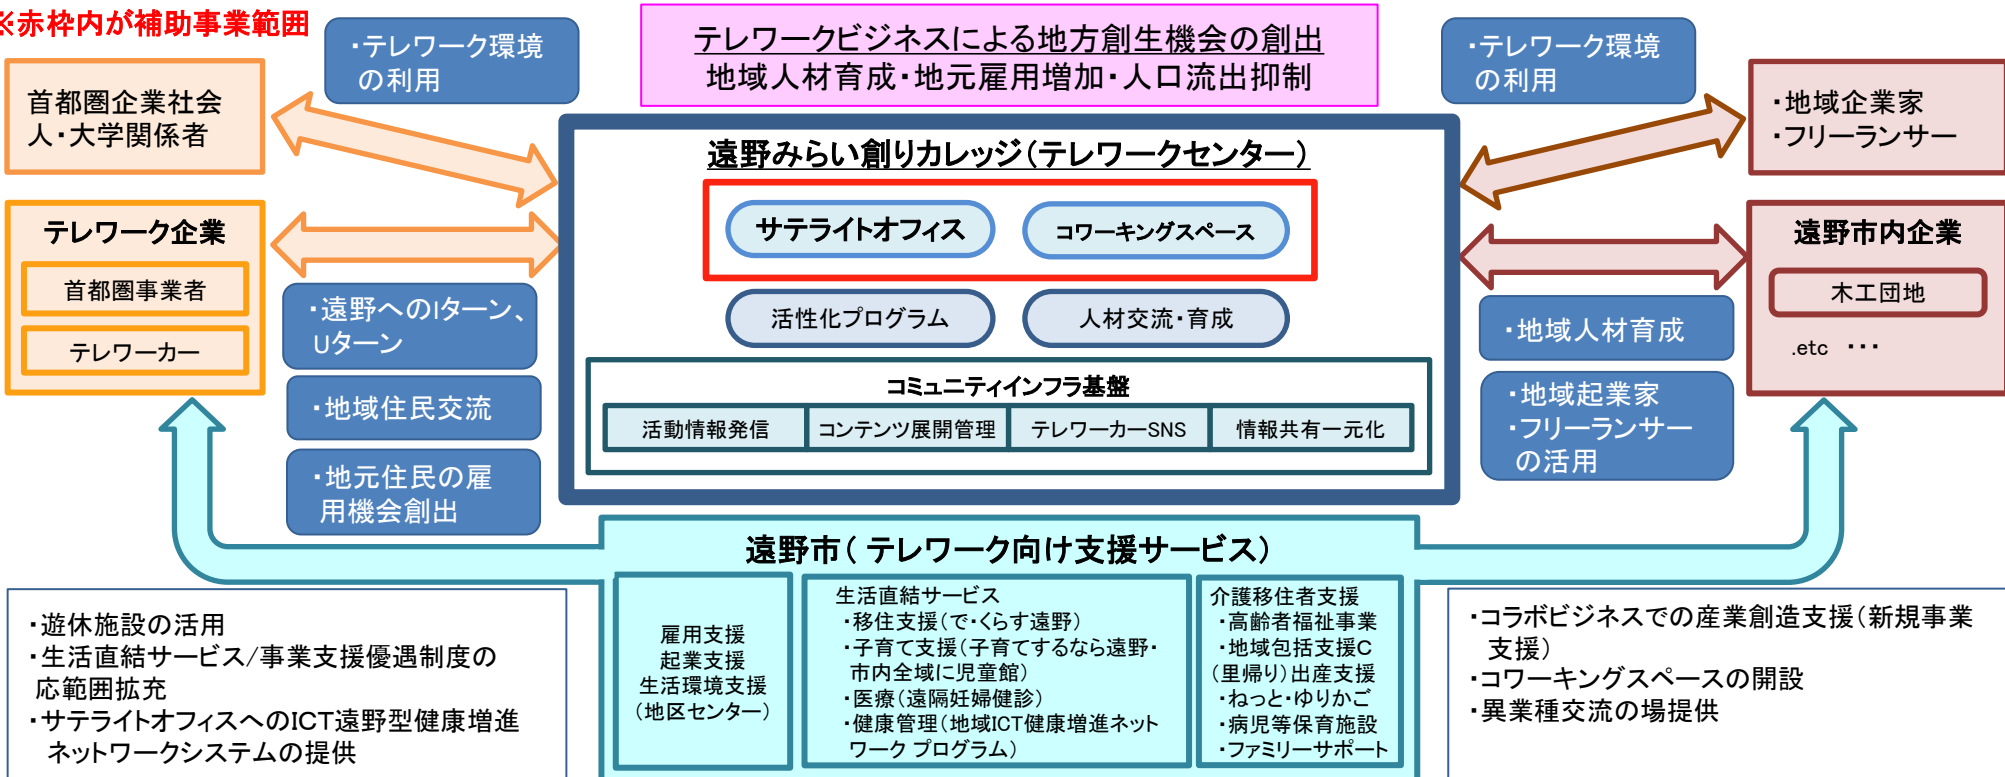 ※赤枠内が補助事業範囲
・テレワーク環境
の利用
テレワークビジネスによる地方創生機会の創出
地域人材育成・地元雇用増加・人口流出抑制
・テレワーク環境
の利用
首都圏企業社会
人・大学関係者
・地域企業家
・フリーランサー
遠野みらい創りカレッジ(テレワークセンター)
サテライトオフィス
コワーキングスペース
活性化プログラム
人材交流・育成
テレワーク企業
首都圏事業者
テレワーカー
遠野市内企業
木工団地
.etc ・・・
・遠野へのIターン、
Uターン
・地域住民交流
・地元住民の雇
用機会創出
・地域人材育成
・地域起業家
・フリーランサー
の活用
コミュニティインフラ基盤
活動情報発信
コンテンツ展開管理
テレワーカーSNS
情報共有一元化
遠野市( テレワーク向け支援サービス)
雇用支援
起業支援
生活環境支援
(地区センター)
生活直結サービス
・移住支援(で・くらす遠野)
・子育て支援(子育てするなら遠野・
市内全域に児童館)
・医療(遠隔妊婦健診)
・健康管理(地域ICT健康増進ネット
ワーク プログラム)
介護移住者支援
・高齢者福祉事業
・地域包括支援C
(里帰り)出産支援
・ねっと・ゆりかご
・病児等保育施設
・ファミリーサポート
・遊休施設の活用
・生活直結サービス/事業支援優遇制度の
応範囲拡充
・サテライトオフィスへのICT遠野型健康増進
ネットワークシステムの提供
・コラボビジネスでの産業創造支援(新規事業
支援)
・コワーキングスペースの開設
・異業種交流の場提供